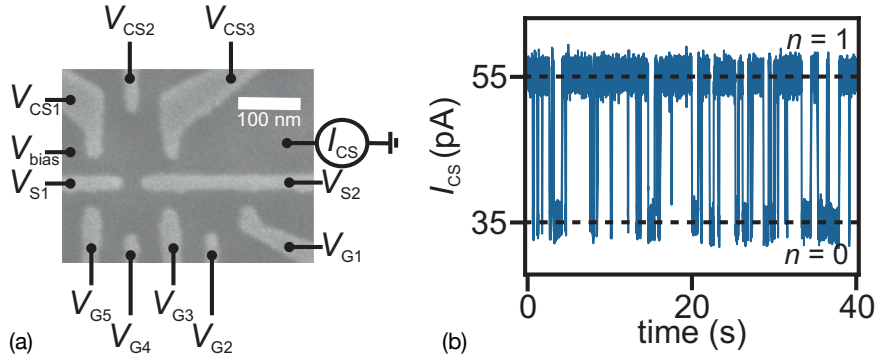 V_CS2
V_CS3
V_CS1
100 nm
V_bias
I_CS
V_S1
V_S2
V_G1
V_G5
V_G4
V_G3
V_G2
(a)
n = 1
55
I_CS (pA)
35
n = 0
0
20
40
time (s)
(b)